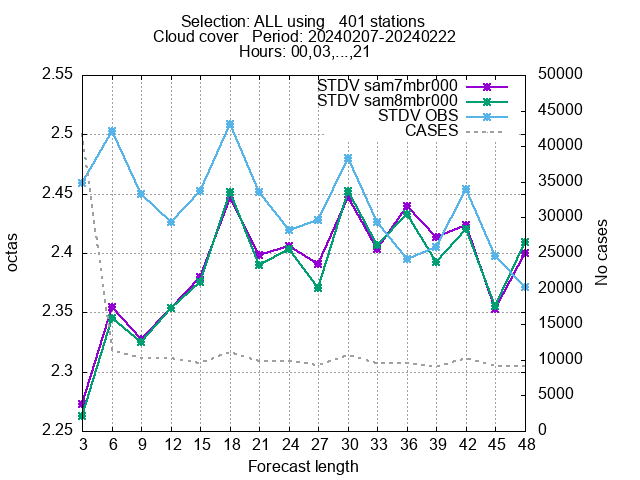 Selection: ALL using   401 stations
Cloud cover   Period: 20240207-20240222
Hours: 00,03,...,21
STDV sam7mbr000
STDV sam8mbr000
STDV OBS
CASES
octas
2.55
2.5
2.45
2.4
2.35
2.3
2.25
50000
45000
40000
35000
30000
25000
20000
15000
10000
5000
0
No cases
3 6 9 12 15 18 21 24 27 30 33 36 39 42 45 48
Forecast length